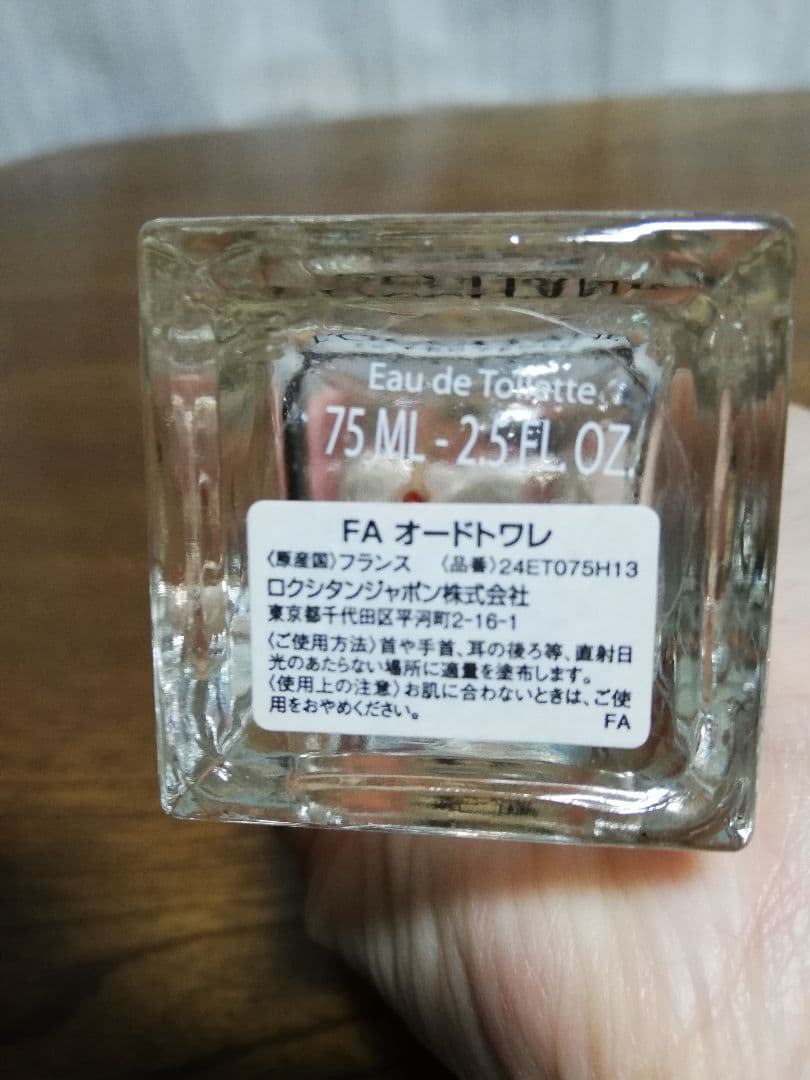 Eau de Toilette
75 ML - 2.5 FL. OZ.
FA オードトワレ
〈原産国〉フランス 〈品番〉24ET075H13
ロクシタンジャポン株式会社
東京都千代田区平河町2-16-1
〈ご使用方法〉首や手首、耳の後ろ等、直射日
光のあたらない場所に適量を塗布します。
〈使用上の注意〉お肌に合わないときは、ご使
用をおやめください。
FA